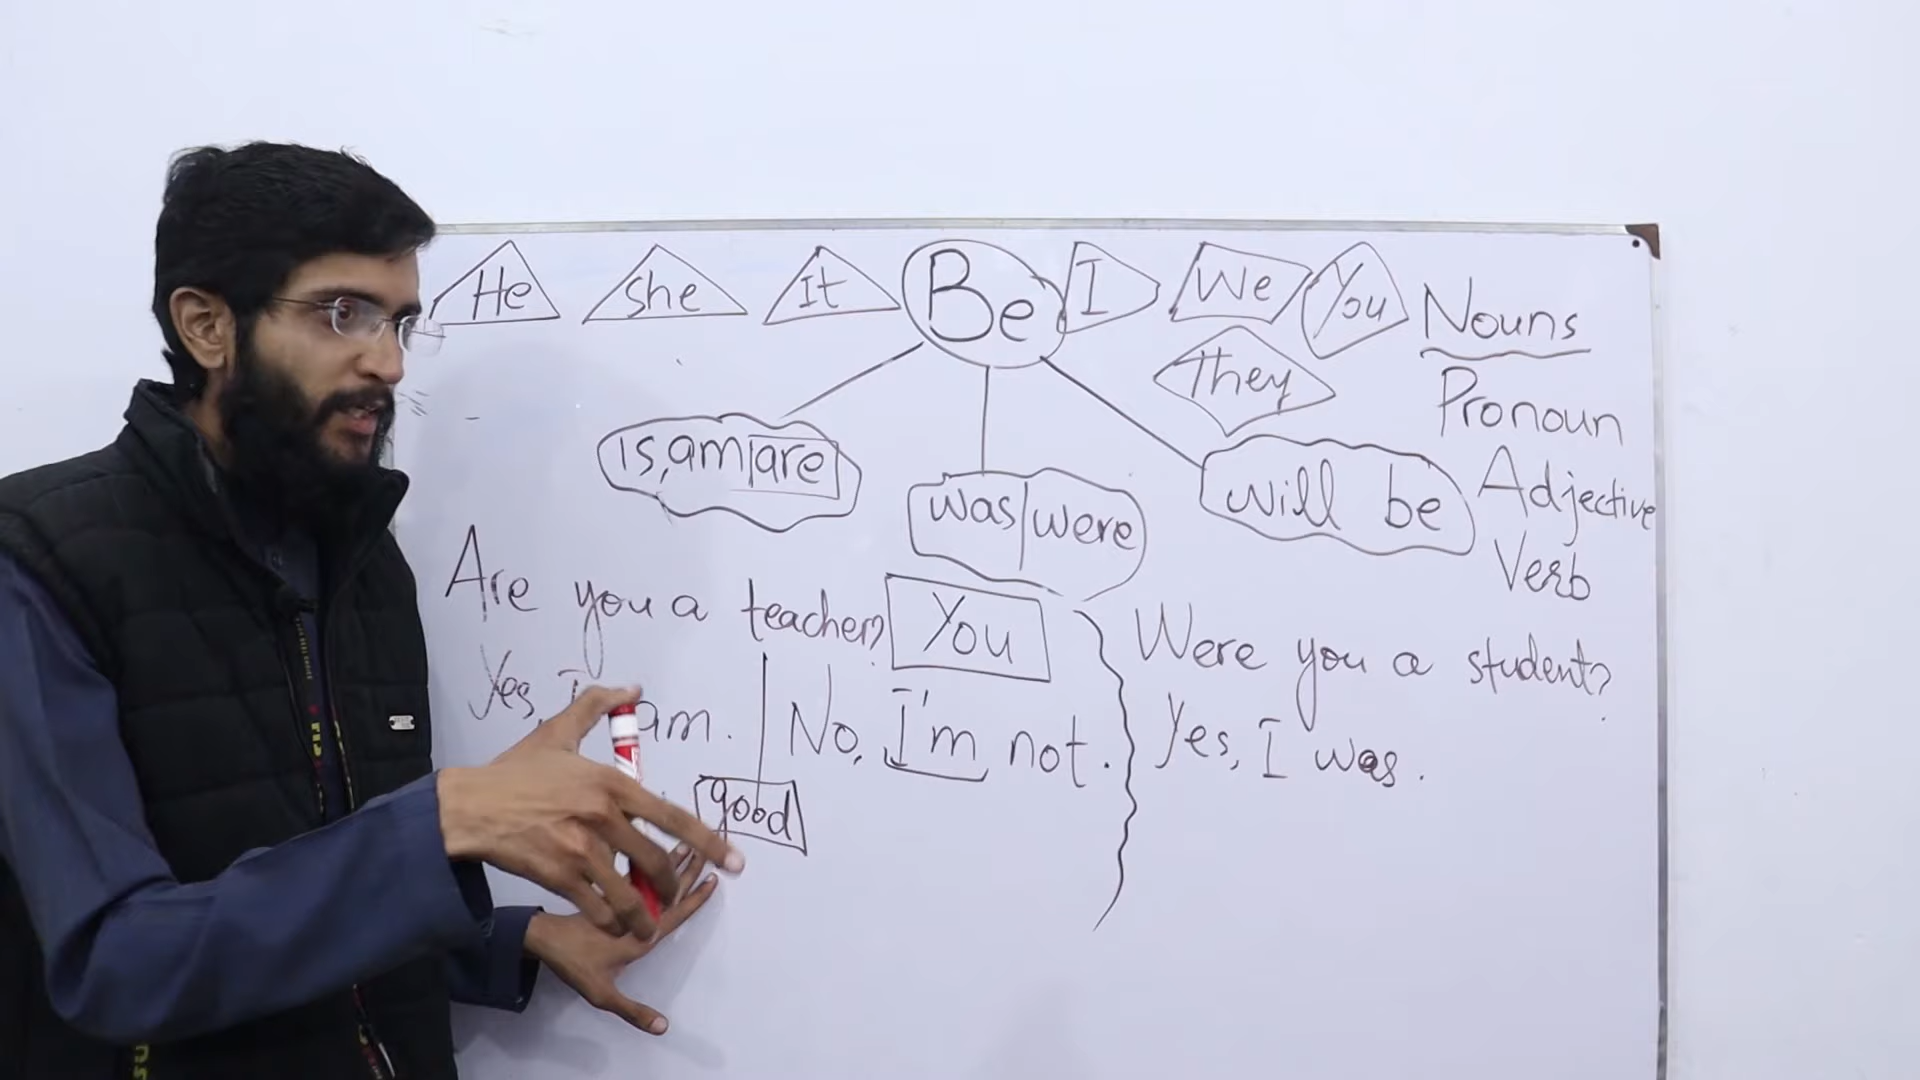 He She It Be I We You Nouns
They Pronoun
is, am|are was|were will be Adjective
Verb
Are you a teacher? You Were you a student?
Yes, I am. No, I'm not. Yes, I was.
good